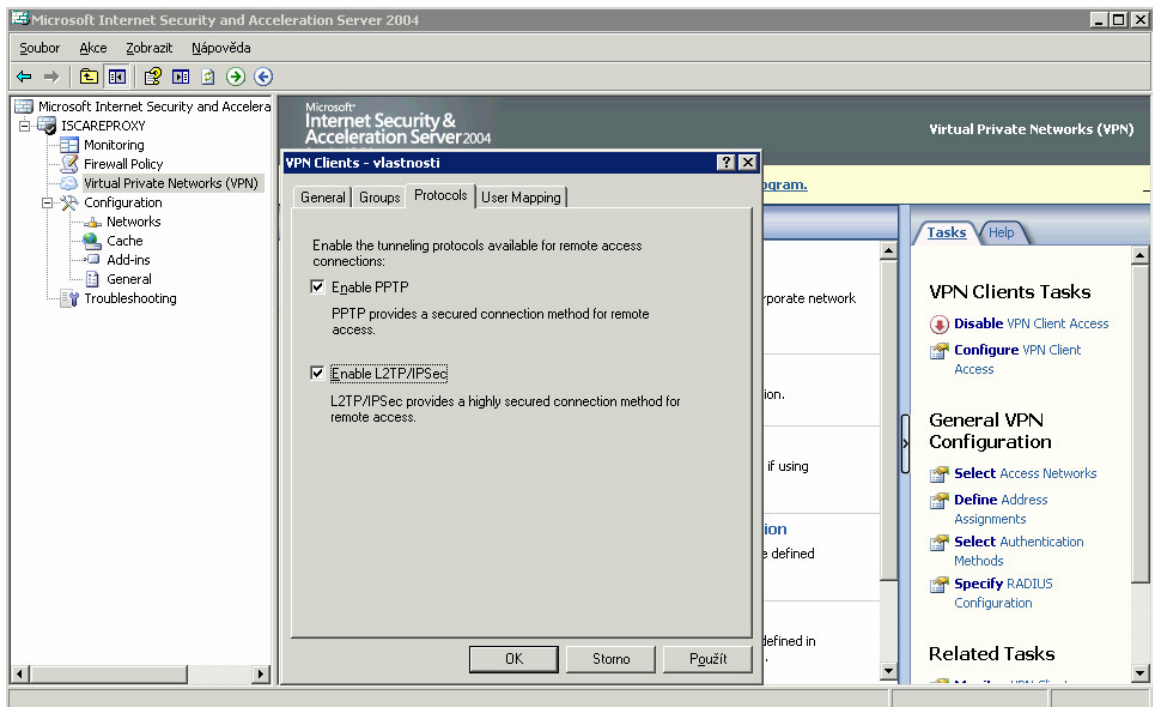 Microsoft Internet Security and Acceleration Server 2004
Soubor Akce Zobrazit Nápověda
Microsoft Internet Security and Accelera
ISCAREPROXY
Monitoring
Firewall Policy
Virtual Private Networks (VPN)
Configuration
Networks
Cache
Add-ins
General
Troubleshooting
Microsoft
Internet Security &
Acceleration Server 2004
Virtual Private Networks (VPN)
VPN Clients - vlastnosti
General Groups Protocols User Mapping
Enable the tunneling protocols available for remote access
connections:
Enable PPTP
PPTP provides a secured connection method for remote
access.
Enable L2TP/IPSec
L2TP/IPSec provides a highly secured connection method for
remote access.
OK Storno Použít
ogram.
rporate network
ion.
if using
ion
e defined
defined in
Tasks Help
VPN Clients Tasks
Disable VPN Client Access
Configure VPN Client
Access
General VPN
Configuration
Select Access Networks
Define Address
Assignments
Select Authentication
Methods
Specify RADIUS
Configuration
Related Tasks